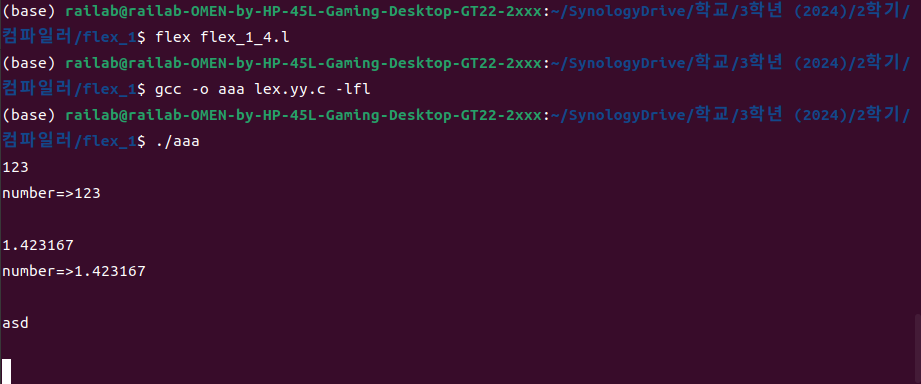 (base) railab@railab-OMEN-by-HP-45L-Gaming-Desktop-GT22-2xxx:~/SynologyDrive/학교/3학년 (2024)/2학기/
컴파일러/flex_1$ flex flex_1_4.l
(base) railab@railab-OMEN-by-HP-45L-Gaming-Desktop-GT22-2xxx:~/SynologyDrive/학교/3학년 (2024)/2학기/
컴파일러/flex_1$ gcc -o aaa lex.yy.c -lfl
(base) railab@railab-OMEN-by-HP-45L-Gaming-Desktop-GT22-2xxx:~/SynologyDrive/학교/3학년 (2024)/2학기/
컴파일러/flex_1$ ./aaa
123
number=>123
1.423167
number=>1.423167
asd